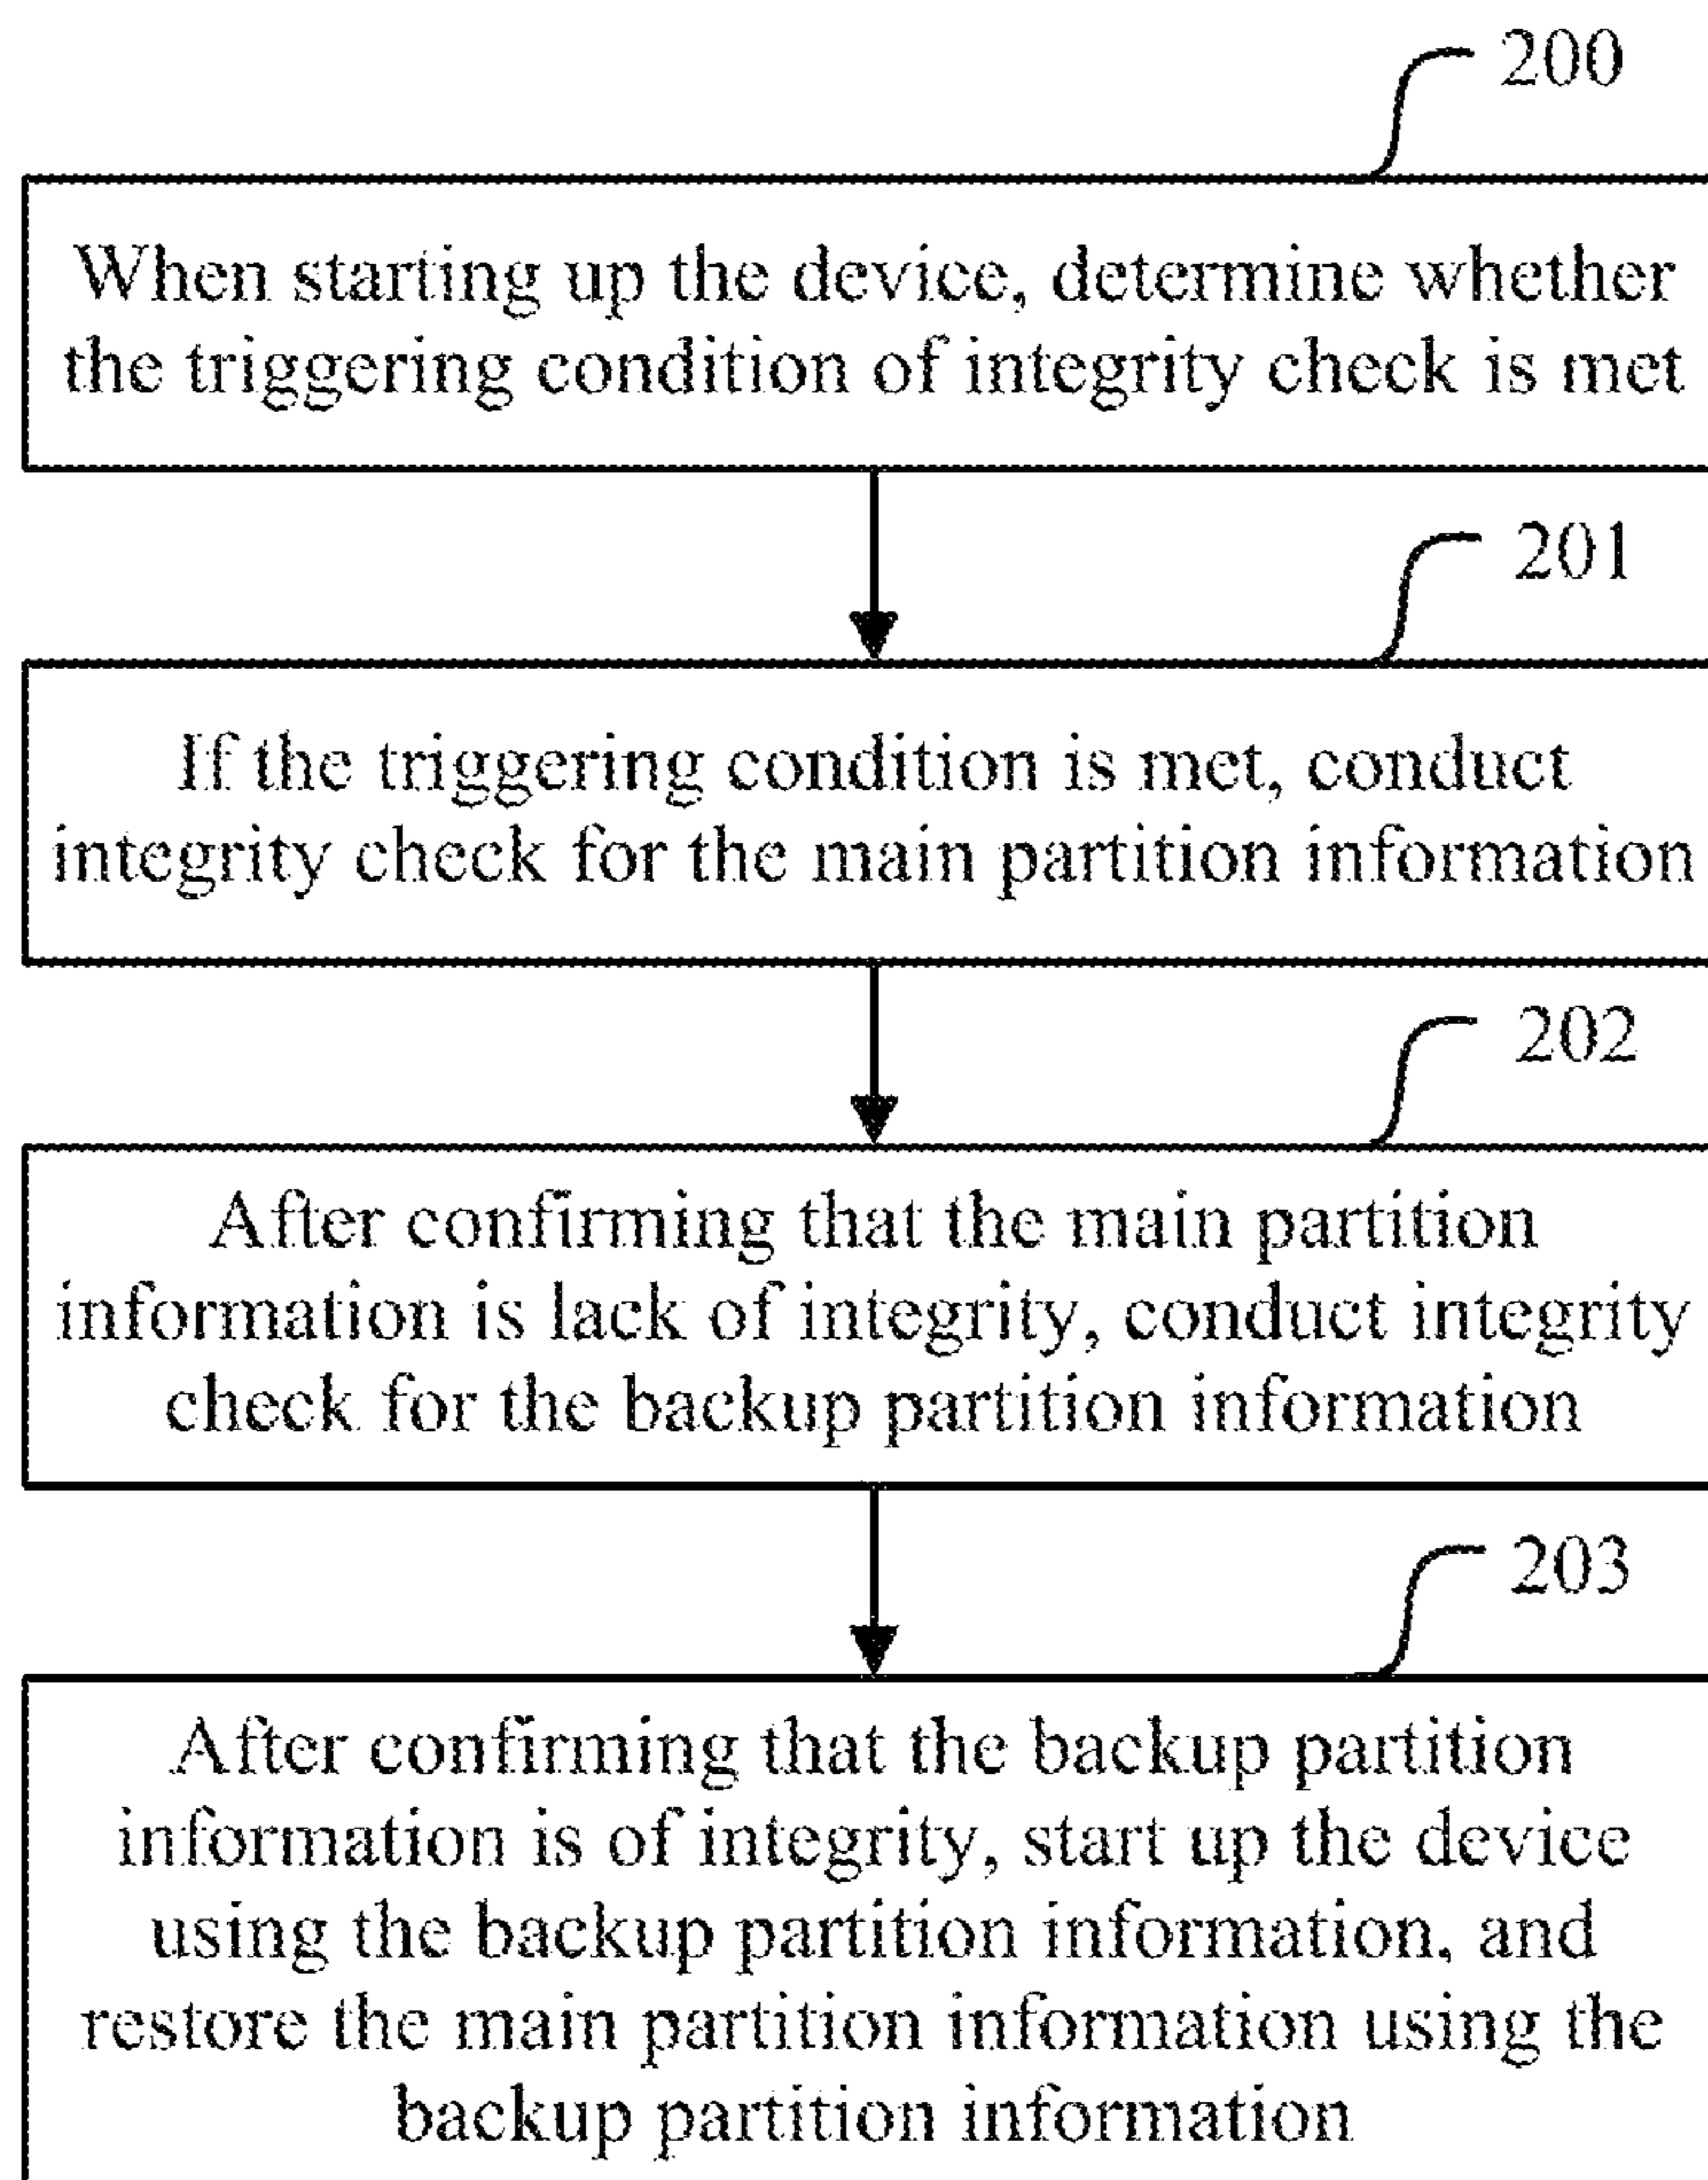 200
When starting up the device, determine whether
the triggering condition of integrity check is met
201
If the triggering condition is met, conduct
integrity check for the main partition information
202
After confirming that the main partition
information is lack of integrity, conduct integrity
check for the backup partition information
203
After confirming that the backup partition
information is of integrity, start up the device
using the backup partition information, and
restore the main partition information using the
backup partition information